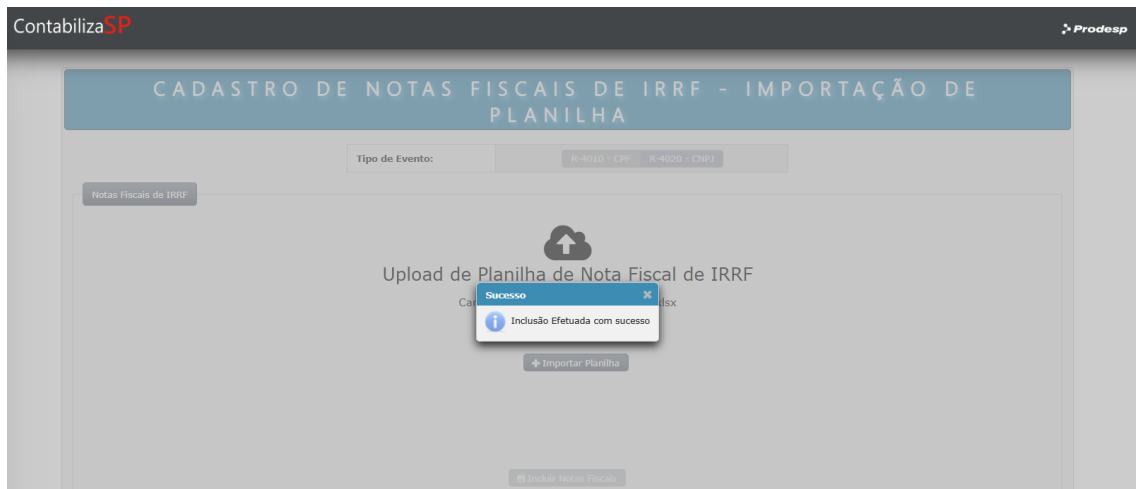 ContabilizaSP
Prodesp
CADASTRO DE NOTAS FISCAIS DE IRRF - IMPORTAÇÃO DE
PLANILHA
Tipo de Evento:
R-4010 - CPF R-4020 - CNPJ
Notas Fiscais de IRRF
Upload de Planilha de Nota Fiscal de IRRF
Sucesso
Inclusão Efetuada com sucesso
Importar Planilha
Incluir Notas Fiscais